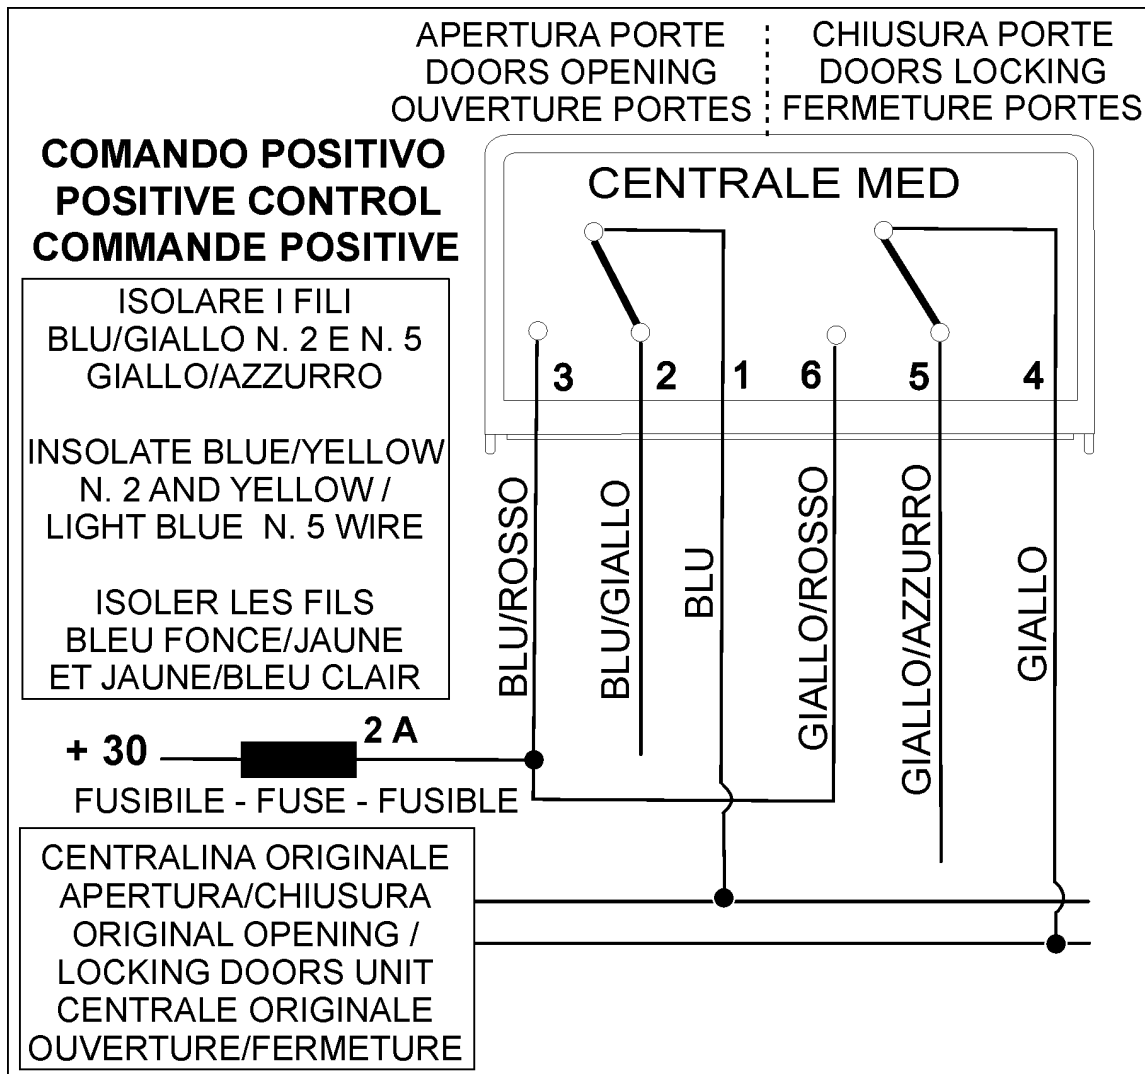 APERTURA PORTE
DOORS OPENING
OUVERTURE PORTES
CHIUSURA PORTE
DOORS LOCKING
FERMETURE PORTES
COMANDO POSITIVO
POSITIVE CONTROL
COMMANDE POSITIVE
CENTRALE MED
ISOLARE I FILI
BLU/GIALLO N. 2 E N. 5
GIALLO/AZZURRO
INSOLATE BLUE/YELLOW
N. 2 AND YELLOW /
LIGHT BLUE N. 5 WIRE
ISOLER LES FILS
BLEU FONCE/JAUNE
ET JAUNE/BLEU CLAIR
3
2
1
6
5
4
BLU/ROSSO
BLU/GIALLO
BLU
GIALLO/ROSSO
GIALLO/AZZURRO
GIALLO
+ 30
2 A
FUSIBILE - FUSE - FUSIBLE
CENTRALINA ORIGINALE
APERTURA/CHIUSURA
ORIGINAL OPENING /
LOCKING DOORS UNIT
CENTRALE ORIGINALE
OUVERTURE/FERMETURE